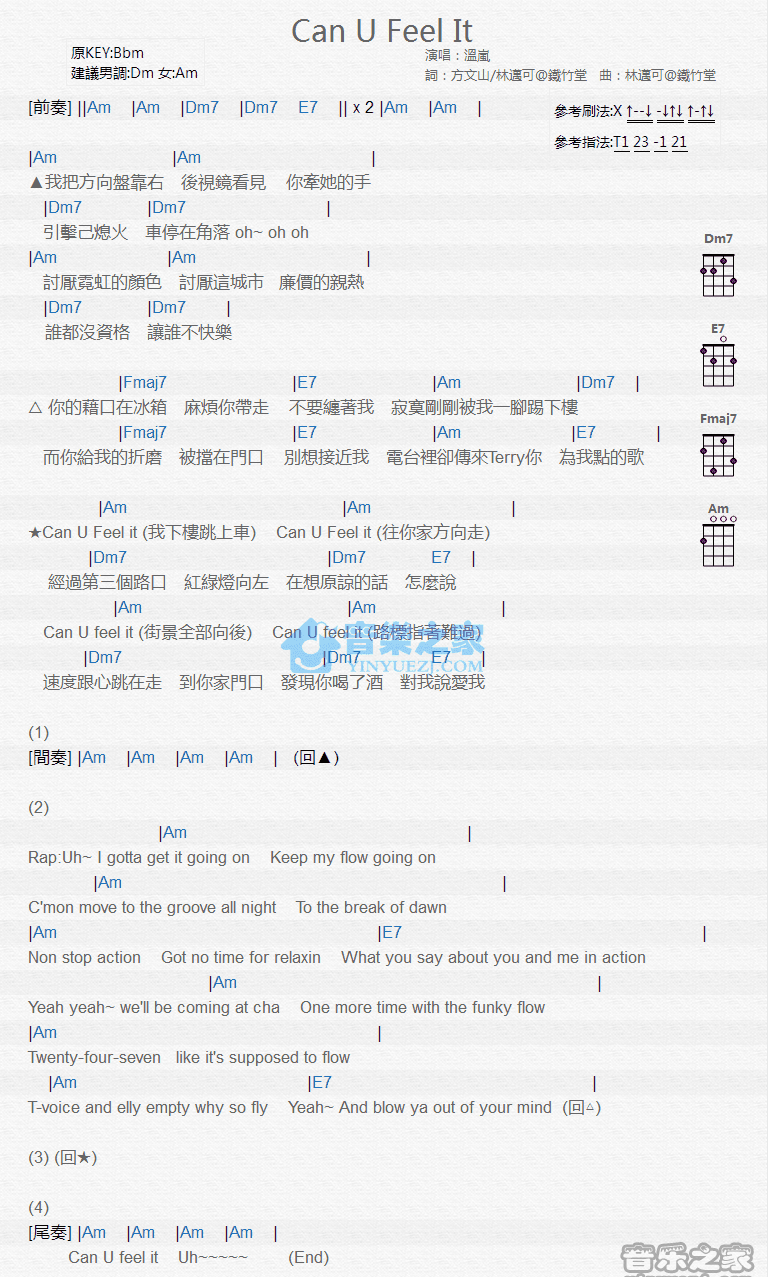 Can U Feel It
原KEY:Bbm
建議男調:Dm 女:Am
演唱：溫嵐
詞：方文山/林邁可@鐵竹堂 曲：林邁可@鐵竹堂
[前奏] ||Am |Am |Dm7 |Dm7 E7 || x 2 |Am |Am |
參考刷法:X ↑--↓ -↓↑↓ ↑-↑↓
參考指法:T1 23 -1 21
|Am |Am |
▲我把方向盤靠右 後視鏡看見 你牽她的手
|Dm7 |Dm7 |
引擊己熄火 車停在角落 oh~ oh oh
|Am |Am |
討厭霓虹的顏色 討厭這城市 廉價的親熱
|Dm7 |Dm7 |
誰都沒資格 讓誰不快樂
|Fmaj7 |E7 |Am |Dm7 |
△ 你的藉口在冰箱 麻煩你帶走 不要纏著我 寂寞剛剛被我一腳踢下樓
|Fmaj7 |E7 |Am |E7 |
而你給我的折磨 被擋在門口 別想接近我 電台裡卻傳來Terry你 為我點的歌
|Am |Am |
★Can U Feel it (我下樓跳上車) Can U Feel it (往你家方向走)
|Dm7 |Dm7 E7 |
經過第三個路口 紅綠燈向左 在想原諒的話 怎麼說
|Am |Am |
Can U feel it (街景全部向後) Can U feel it (路標指著難過)
|Dm7 |Dm7 E7 |
速度跟心跳在走 到你家門口 發現你喝了酒 對我說愛我
音樂之家
YINYUEZJ.COM
(1)
[間奏] |Am |Am |Am |Am | (回▲)
(2)
|Am |
Rap:Uh~ I gotta get it going on Keep my flow going on
|Am |
C'mon move to the groove all night To the break of dawn
|Am |E7 |
Non stop action Got no time for relaxin What you say about you and me in action
|Am |
Yeah yeah~ we'll be coming at cha One more time with the funky flow
|Am |
Twenty-four-seven like it's supposed to flow
|Am |E7 |
T-voice and elly empty why so fly Yeah~ And blow ya out of your mind (回△)
(3) (回★)
(4)
[尾奏] |Am |Am |Am |Am |
Can U feel it Uh~~~~~ (End)
Dm7
E7
Fmaj7
Am
音乐之家